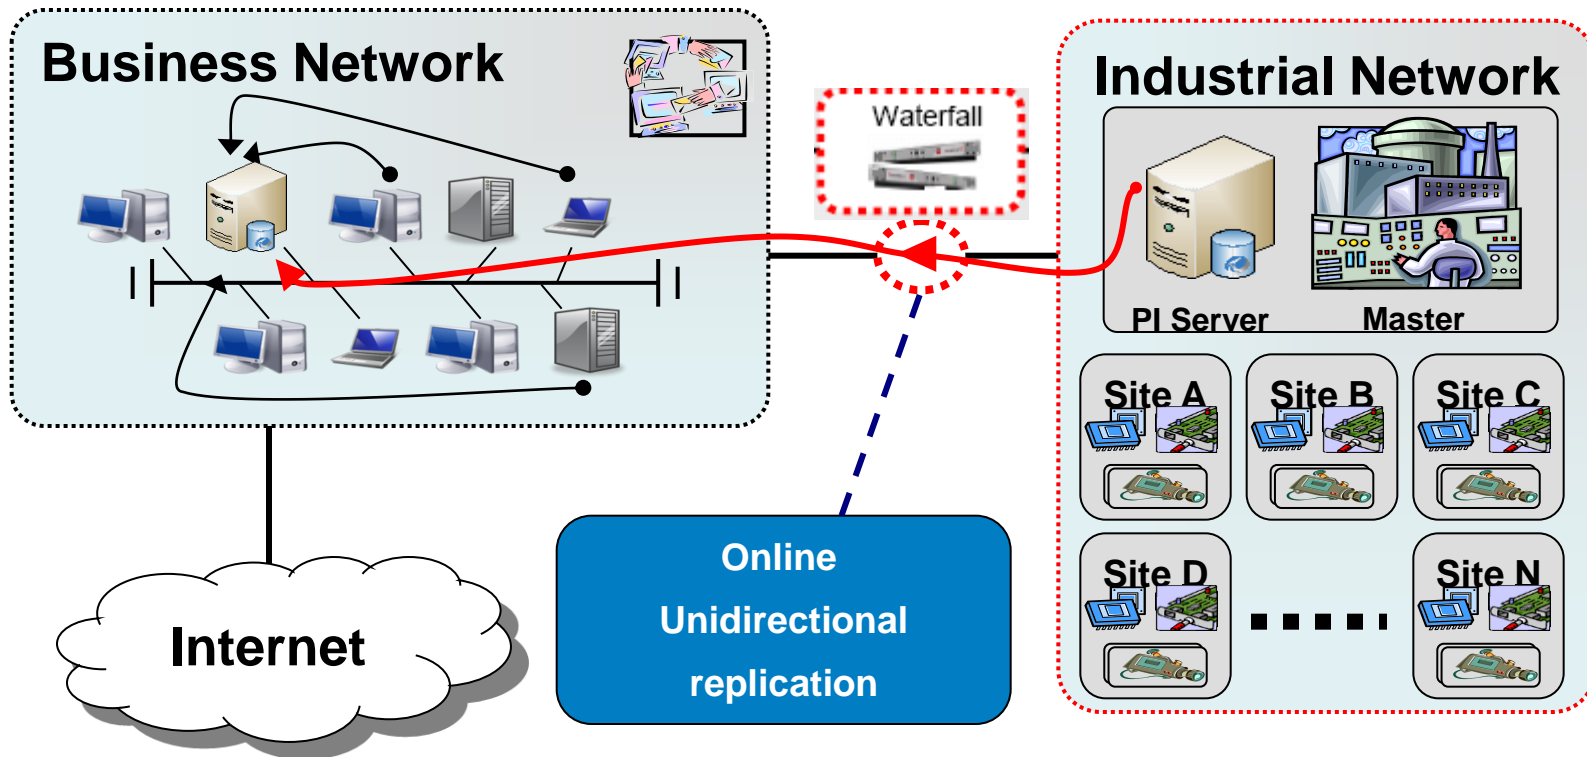 Business Network
Waterfall
Industrial Network
PI Server
Master
Site A
Site B
Site C
Site D
Site N
Online
Unidirectional
replication
Internet